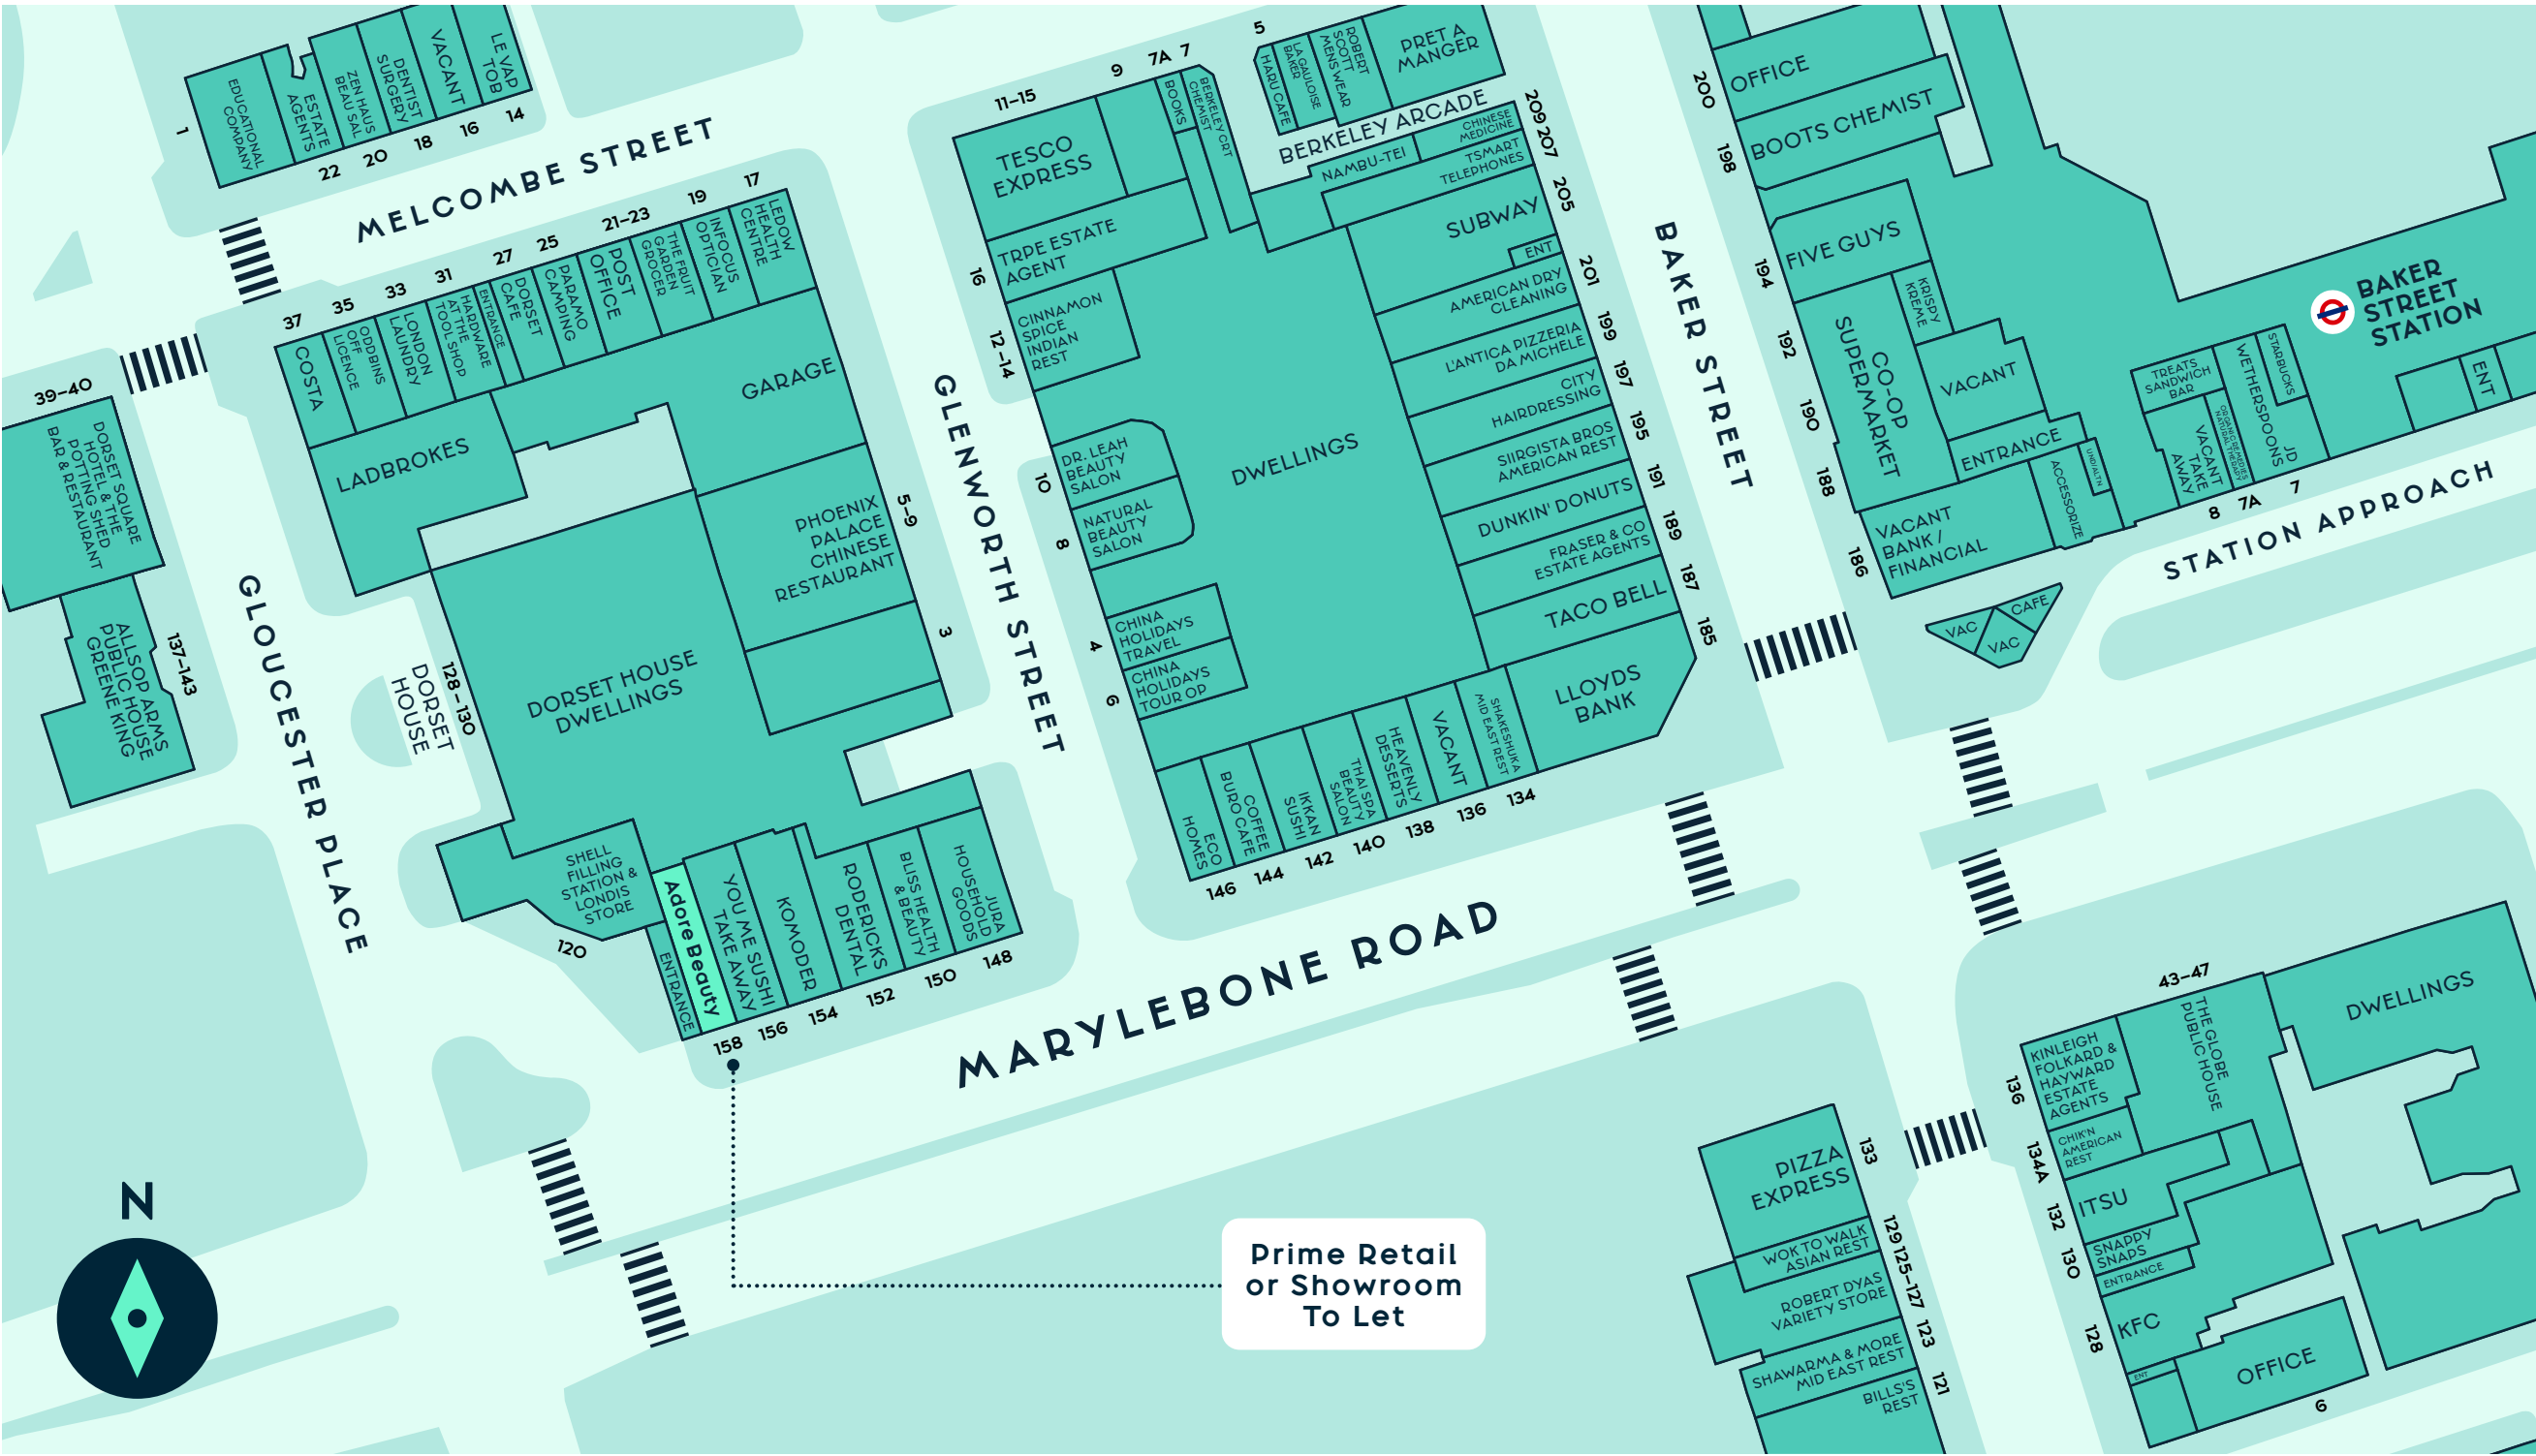 EDUCATIONAL
COMPANY
ESTATE
AGENTS
ZEN HAUS
BEAU SAL
DENTIST
SURGERY
VACANT
LE VAP
TOB
1
22
20
18
16
14
MELCOMBE STREET
37
35
33
31
27
25
21–23
19
17
COSTA
ODDBINS
OFF
LICENCE
LONDON
LAUNDRY
HARDWARE
AT THE
TOOL SHOP
ENTRANCE
DORSET
CAFE
PARAMO
CAMPING
POST
OFFICE
THE FRUIT
GARDEN
GROCER
INFOCUS
OPTICIAN
LEDOW
HEALTH
CENTRE
LADBROKES
GARAGE
PHOENIX
PALACE
CHINESE
RESTAURANT
5–9
3
DORSET HOUSE
DWELLINGS
DORSET
HOUSE
128–130
39–40
DORSET SQUARE
HOTEL & THE
POTTING SHED
BAR & RESTAURANT
ALLSOP ARMS
PUBLIC HOUSE
GREENE KING
137–143
GLOUCESTER PLACE
SHELL
FILLING
STATION &
LONDIS
STORE
120
ENTRANCE
Adore Beauty
YOU ME SUSHI
TAKE AWAY
KOMODER
RODERICKS
DENTAL
BLISS HEALTH
& BEAUTY
JURA
HOUSEHOLD
GOODS
158
156
154
152
150
148
GLENWORTH STREET
11–15
9
7A
7
5
TESCO
EXPRESS
BOOKS
BERKELEY CRT
CHEMIST
HARU CAFE
LA GAULOISE
BAKER
ROBERT
SCOTT
MENS WEAR
PRET A
MANGER
BERKELEY ARCADE
NAMBU-TEI
CHINESE
MEDICINE
TSMART
TELEPHONES
SUBWAY
ENT
AMERICAN DRY
CLEANING
L'ANTICA PIZZERIA
DA MICHELE
CITY
HAIRDRESSING
SIIRGISTA BROS
AMERICAN REST
DUNKIN' DONUTS
FRASER & CO
ESTATE AGENTS
TACO BELL
LLOYDS
BANK
209
207
205
201
199
197
195
191
189
187
185
TRPE ESTATE
AGENT
16
CINNAMON
SPICE
INDIAN
REST
12–14
DR. LEAH
BEAUTY
SALON
10
NATURAL
BEAUTY
SALON
8
CHINA
HOLIDAYS
TRAVEL
4
CHINA
HOLIDAYS
TOUR OP
6
DWELLINGS
ECO
HOMES
COFFEE
BURO CAFE
IKKAN
SUSHI
THAI SPA
BEAUTY
SALON
HEAVENLY
DESSERTS
VACANT
SHAKESHUKA
MID EAST REST
146
144
142
140
138
136
134
MARYLEBONE ROAD
BAKER STREET
200
198
194
192
190
188
186
OFFICE
BOOTS CHEMIST
FIVE GUYS
KRISPY
KREME
CO-OP
SUPERMARKET
VACANT
ENTRANCE
VACANT
BANK /
FINANCIAL
ACCESSORIZE
TREATS
SANDWICH
BAR
VACANT
TAKE
AWAY
JD
WETHERSPOONS
STARBUCKS
BAKER
STREET
STATION
ENT
8
7A
7
STATION APPROACH
VAC
VAC
CAFE
43–47
KINLEIGH
FOLKARD &
HAYWARD
ESTATE
AGENTS
THE GLOBE
PUBLIC HOUSE
DWELLINGS
CHIK'N
AMERICAN
REST
ITSU
SNAPPY
SNAPS
ENTRANCE
KFC
ENT
OFFICE
6
136
134A
132
130
128
PIZZA
EXPRESS
WOK TO WALK
ASIAN REST
ROBERT DYAS
VARIETY STORE
SHAWARMA & MORE
MID EAST REST
BILLS'S
REST
133
129
125–127
123
121
Prime Retail
or Showroom
To Let
N